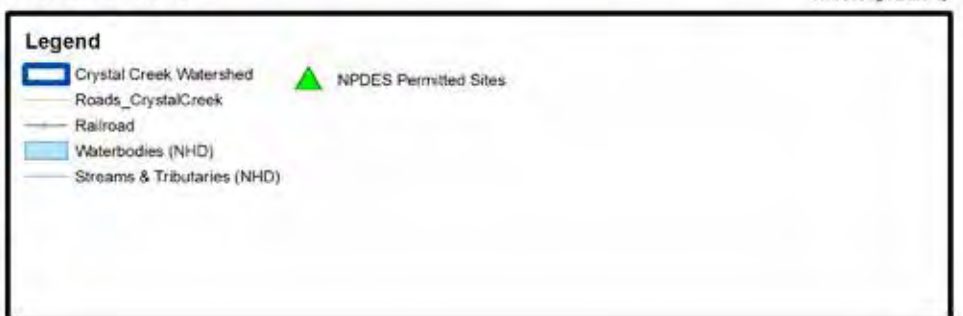 Legend
Crystal Creek Watershed
NPDES Permitted Sites
Roads_CrystalCreek
Railroad
Waterbodies (NHD)
Streams & Tributaries (NHD)